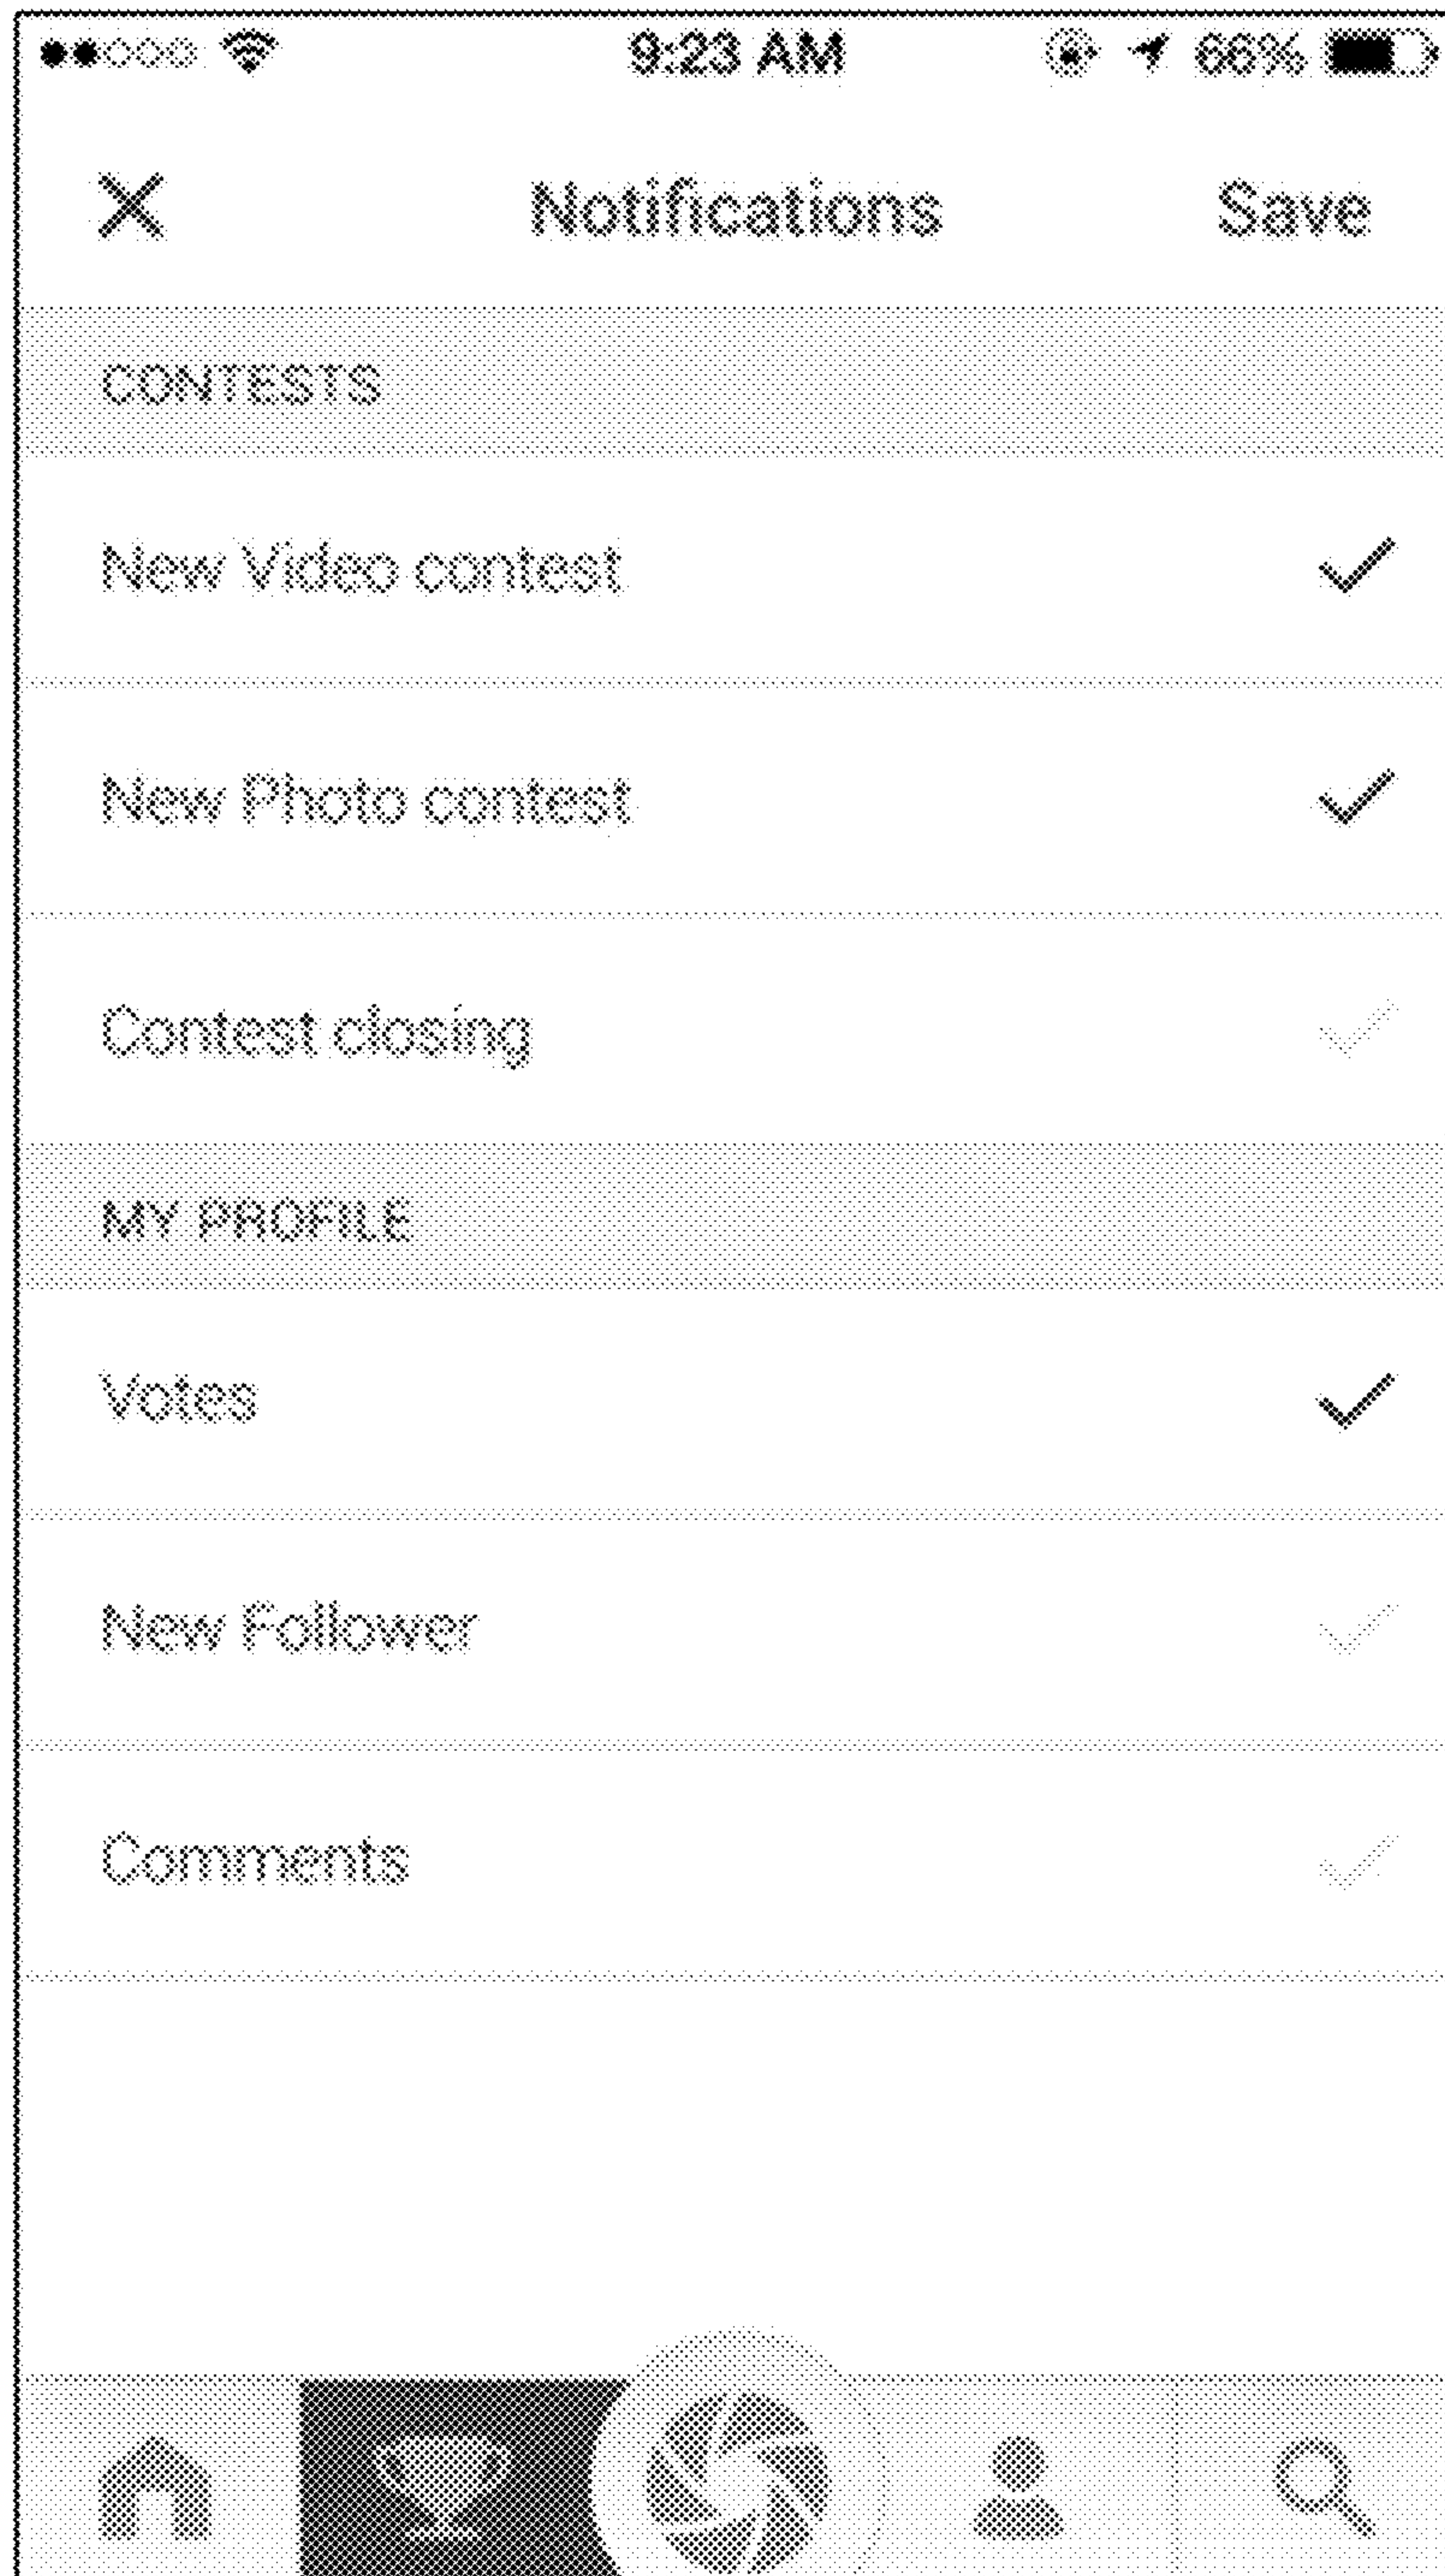 9:23 AM 66%
Notifications Save
CONTESTS
New Video contest
New Photo contest
Contest closing
MY PROFILE
Votes
New Follower
Comments